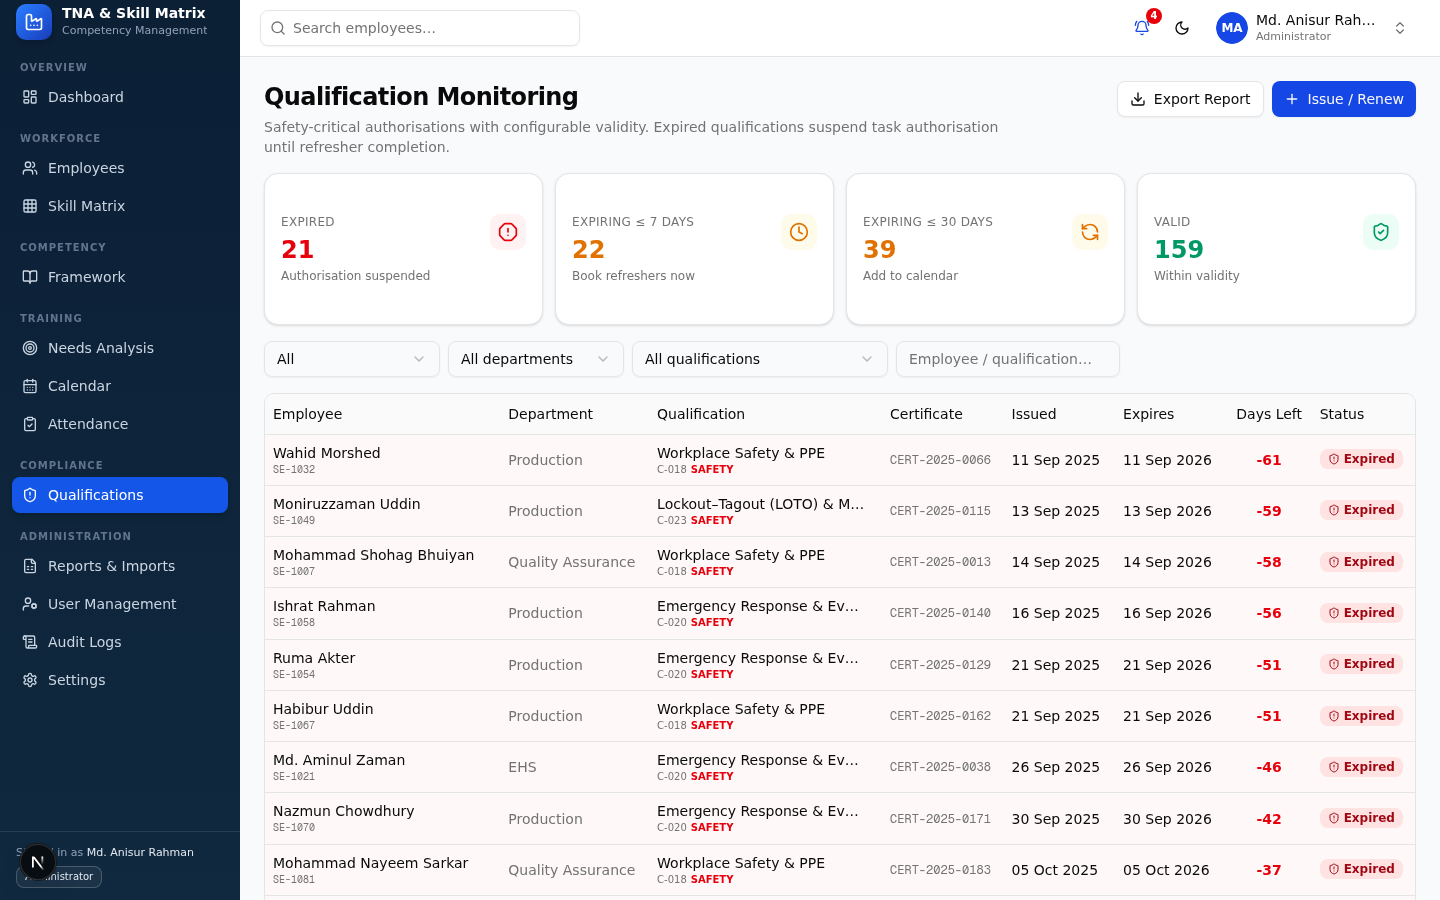 TNA & Skill Matrix
Competency Management
OVERVIEW
Dashboard
WORKFORCE
Employees
Skill Matrix
COMPETENCY
Framework
TRAINING
Needs Analysis
Calendar
Attendance
COMPLIANCE
Qualifications
ADMINISTRATION
Reports & Imports
User Management
Audit Logs
Settings
in as Md. Anisur Rahman
N
Search employees...
4
MA
Md. Anisur Rah...
Administrator
Qualification Monitoring
Safety-critical authorisations with configurable validity. Expired qualifications suspend task authorisation
until refresher completion.
Export Report
Issue / Renew
EXPIRED
21
Authorisation suspended
EXPIRING ≤ 7 DAYS
22
Book refreshers now
EXPIRING ≤ 30 DAYS
39
Add to calendar
VALID
159
Within validity
All
All departments
All qualifications
Employee / qualification...
Employee Department Qualification Certificate Issued Expires Days Left Status
Wahid Morshed Production Workplace Safety & PPE CERT-2025-0066 11 Sep 2025 11 Sep 2026 -61 Expired
SE-1032 C-018 SAFETY
Moniruzzaman Uddin Production Lockout–Tagout (LOTO) & M... CERT-2025-0115 13 Sep 2025 13 Sep 2026 -59 Expired
SE-1049 C-023 SAFETY
Mohammad Shohag Bhuiyan Quality Assurance Workplace Safety & PPE CERT-2025-0013 14 Sep 2025 14 Sep 2026 -58 Expired
SE-1007 C-018 SAFETY
Ishrat Rahman Production Emergency Response & Ev... CERT-2025-0140 16 Sep 2025 16 Sep 2026 -56 Expired
SE-1058 C-020 SAFETY
Ruma Akter Production Emergency Response & Ev... CERT-2025-0129 21 Sep 2025 21 Sep 2026 -51 Expired
SE-1054 C-020 SAFETY
Habibur Uddin Production Workplace Safety & PPE CERT-2025-0162 21 Sep 2025 21 Sep 2026 -51 Expired
SE-1067 C-018 SAFETY
Md. Aminul Zaman EHS Emergency Response & Ev... CERT-2025-0038 26 Sep 2025 26 Sep 2026 -46 Expired
SE-1021 C-020 SAFETY
Nazmun Chowdhury Production Emergency Response & Ev... CERT-2025-0171 30 Sep 2025 30 Sep 2026 -42 Expired
SE-1070 C-020 SAFETY
Mohammad Nayeem Sarkar Quality Assurance Workplace Safety & PPE CERT-2025-0183 05 Oct 2025 05 Oct 2026 -37 Expired
SE-1081 C-018 SAFETY